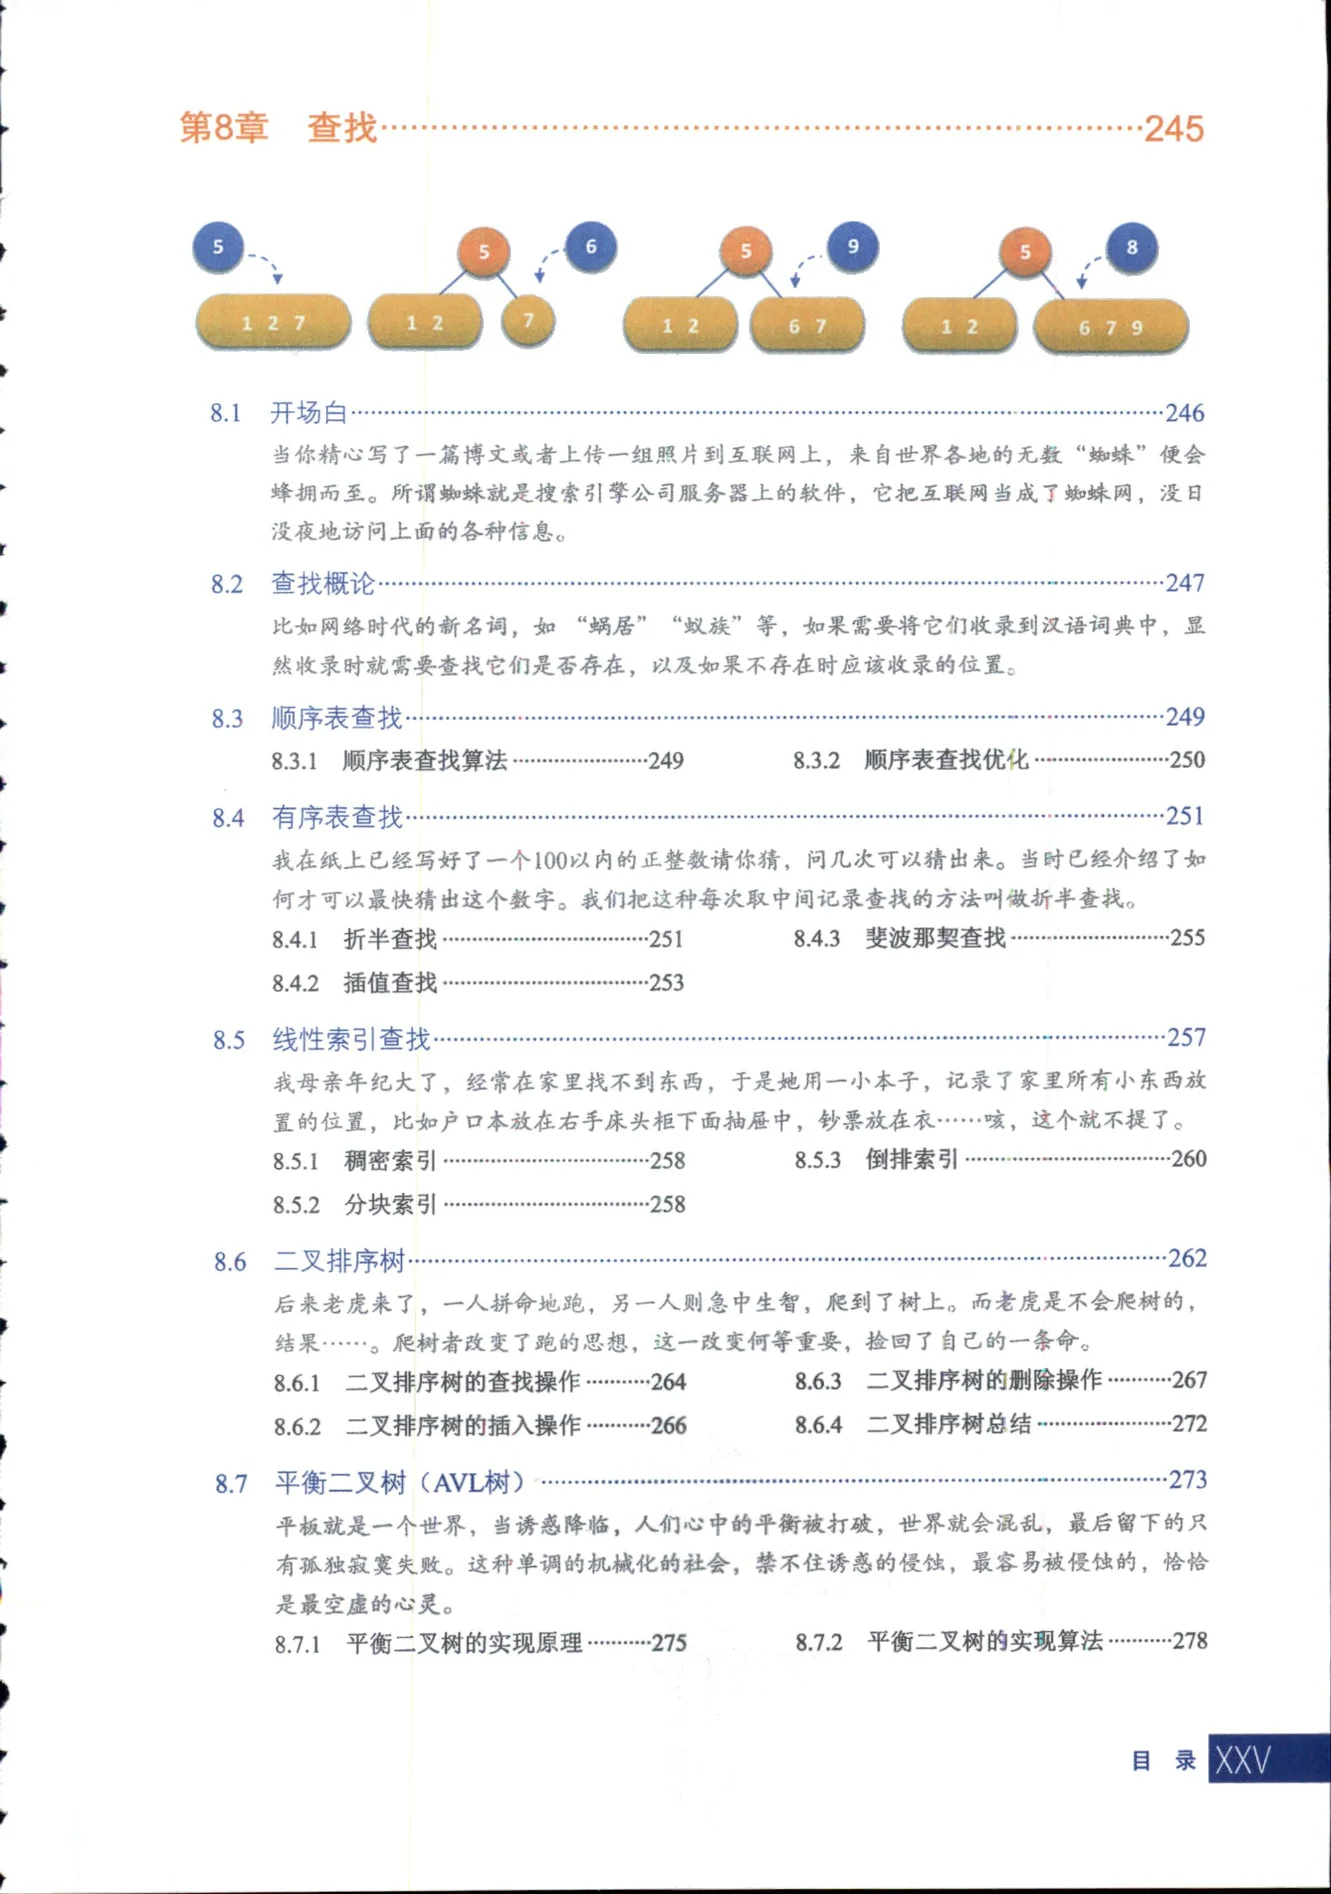 第8章 查找…………245
5 5 6 5 9 5 8
1 2 7 1 2 7 1 2 6 7 1 2 6 7 9
8.1 开场白…………246
当你精心写了一篇博文或者上传一组照片到互联网上，来自世界各地的无数“蜘蛛”便会
蜂拥而至。所谓蜘蛛就是搜索引擎公司服务器上的软件，它把互联网当成了蜘蛛网，没日
没夜地访问上面的各种信息。
8.2 查找概论…………247
比如网络时代的新名词，如“蜗居”“蚁族”等，如果需要将它们收录到汉语词典中，显
然收录时就需要查找它们是否存在，以及如果不存在时应该收录的位置。
8.3 顺序表查找…………249
8.3.1 顺序表查找算法…………249 8.3.2 顺序表查找优化…………250
8.4 有序表查找…………251
我在纸上已经写好了一个100以内的正整数请你猜，问几次可以猜出来。当时已经介绍了如
何才可以最快猜出这个数字。我们把这种每次取中间记录查找的方法叫做折半查找。
8.4.1 折半查找…………251 8.4.3 斐波那契查找…………255
8.4.2 插值查找…………253
8.5 线性索引查找…………257
我母亲年纪大了，经常在家里找不到东西，于是她用一小本子，记录了家里所有小东西放
置的位置，比如户口本放在右手床头柜下面抽屉中，钞票放在衣……咳，这个就不提了。
8.5.1 稠密索引…………258 8.5.3 倒排索引…………260
8.5.2 分块索引…………258
8.6 二叉排序树…………262
后来老虎来了，一人拼命地跑，另一人则急中生智，爬到了树上。而老虎是不会爬树的，
结果……。爬树者改变了跑的思想，这一改变何等重要，捡回了自己的一条命。
8.6.1 二叉排序树的查找操作…………264 8.6.3 二叉排序树的删除操作…………267
8.6.2 二叉排序树的插入操作…………266 8.6.4 二叉排序树总结…………272
8.7 平衡二叉树（AVL树）…………273
平板就是一个世界，当诱惑降临，人们心中的平衡被打破，世界就会混乱，最后留下的只
有孤独寂寞失败。这种单调的机械化的社会，禁不住诱惑的侵蚀，最容易被侵蚀的，恰恰
是最空虚的心灵。
8.7.1 平衡二叉树的实现原理…………275 8.7.2 平衡二叉树的实现算法…………278
目 录 XXV